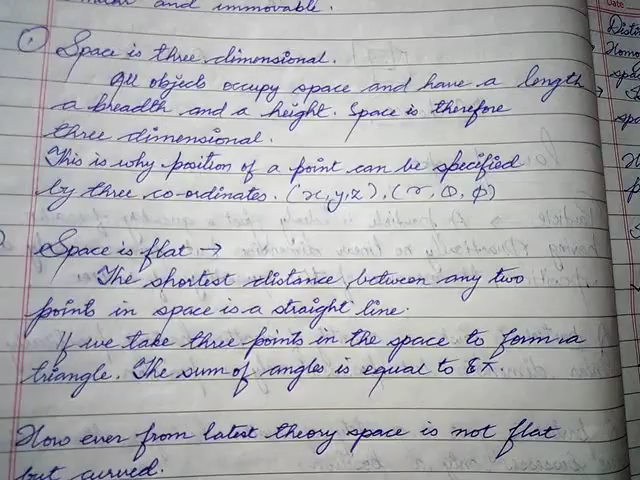 and immovable.
① Space is three dimensional.
All objects occupy space and have a length
a breadth and a height. Space is therefore
three dimensional.
This is why position of a point can be specified
by three co-ordinates. (x,y,z), (r, Θ, ϕ)
Space is flat →
The shortest distance between any two
points in space is a straight line.
If we take three points in the space to form a
triangle. The sum of angles is equal to
How ever from latest theory space is not flat
but curved.
Date